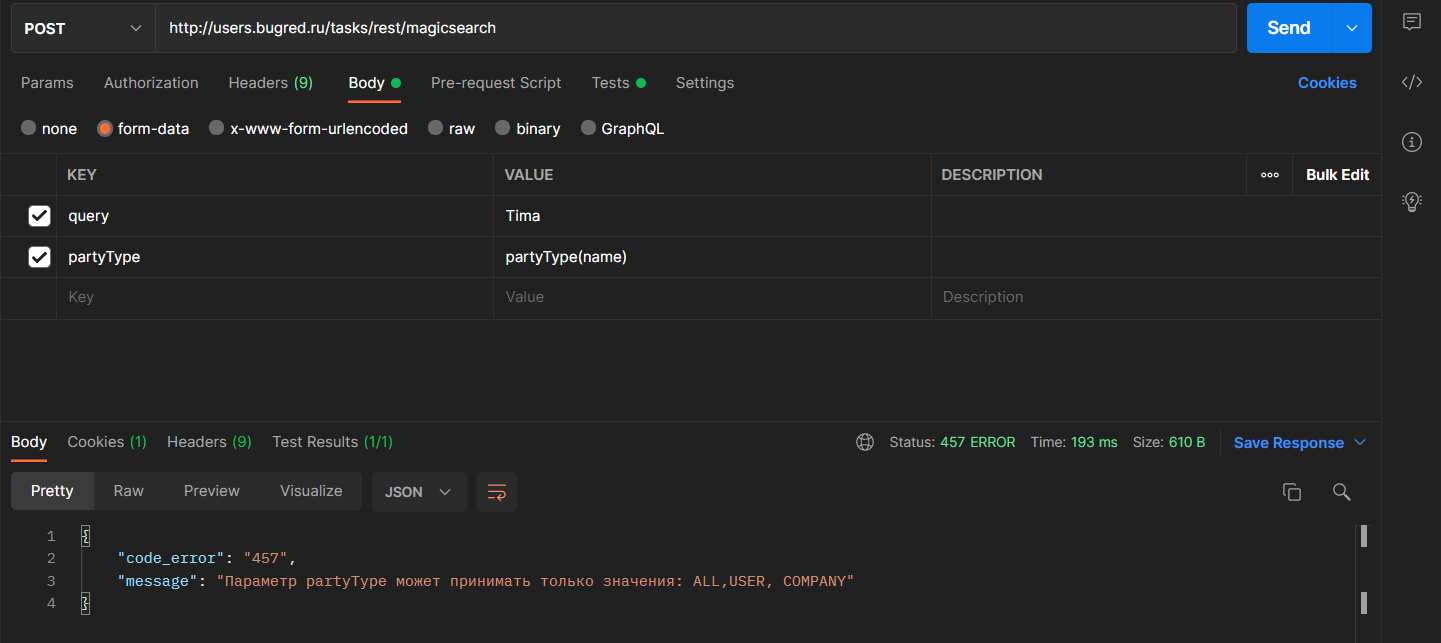 POST http://users.bugred.ru/tasks/rest/magicsearch Send
Params Authorization Headers (9) Body Pre-request Script Tests Settings Cookies
none form-data x-www-form-urlencoded raw binary GraphQL
KEY VALUE DESCRIPTION Bulk Edit
query Tima
partyType partyType(name)
Key Value Description
Body Cookies (1) Headers (9) Test Results (1/1) Status: 457 ERROR Time: 193 ms Size: 610 B Save Response
Pretty Raw Preview Visualize JSON
1 {
2 "code_error": "457",
3 "message": "Параметр partyType может принимать только значения: ALL,USER, COMPANY"
4 }